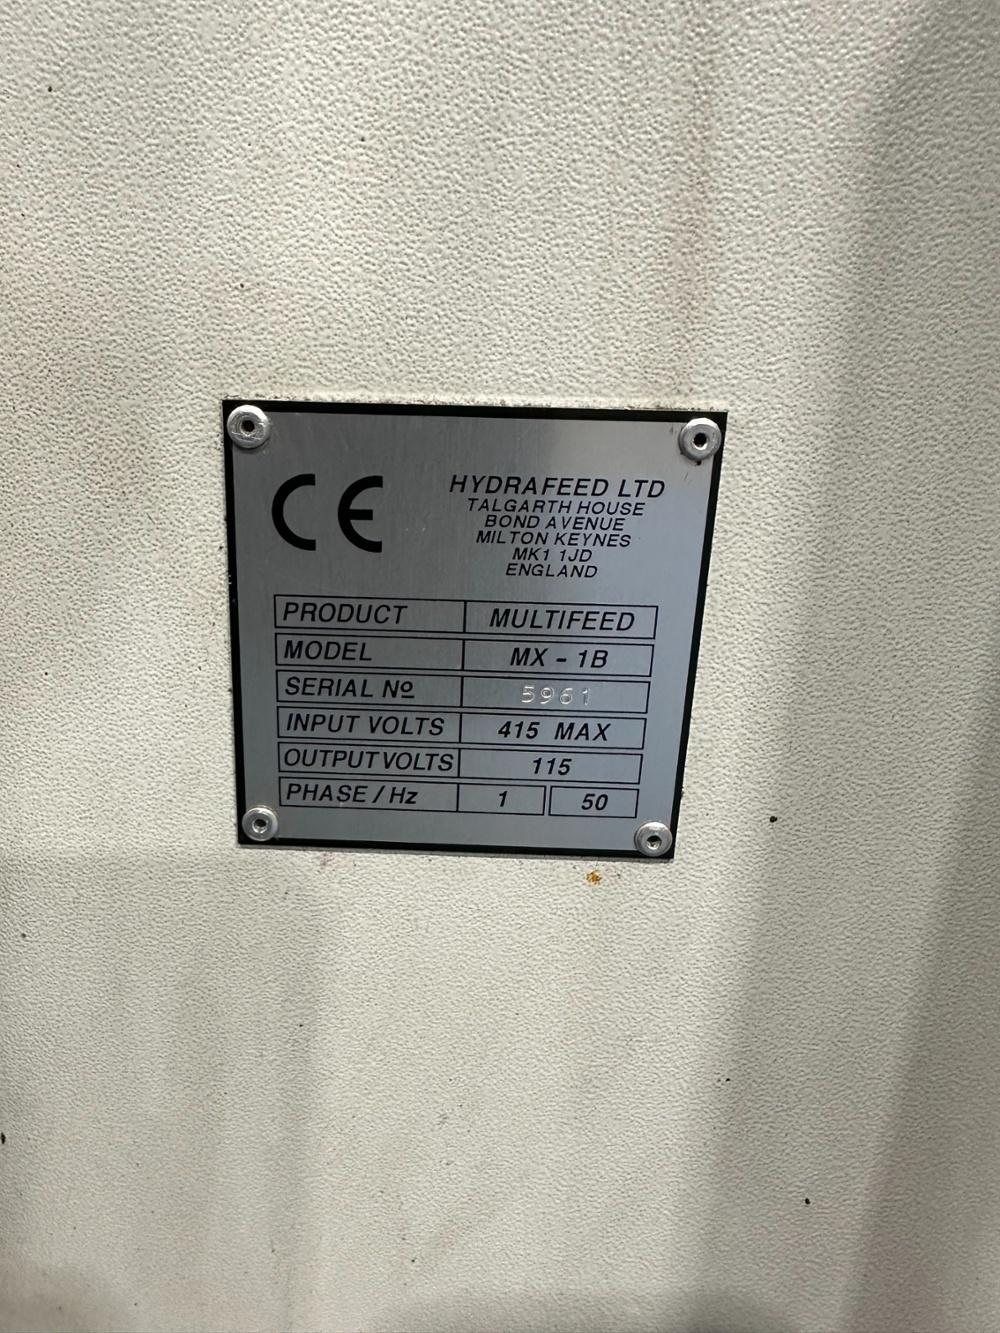 CE
HYDRAFEED LTD
TALGARTH HOUSE
BOND AVENUE
MILTON KEYNES
MK1 1JD
ENGLAND
PRODUCT MULTIFEED
MODEL MX - 1B
SERIAL Nº 5961
INPUT VOLTS 415 MAX
OUTPUT VOLTS 115
PHASE / Hz 1 50